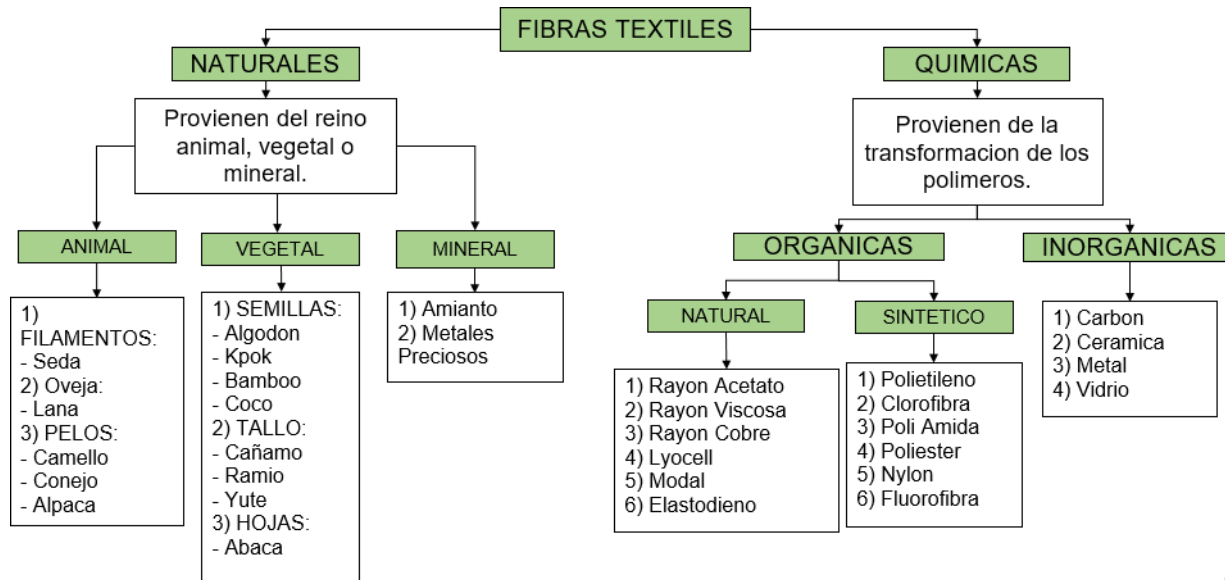 FIBRAS TEXTILES
NATURALES
QUIMICAS
Provienen del reino
animal, vegetal o
mineral.
Provienen de la
transformacion de los
polimeros.
ANIMAL
VEGETAL
MINERAL
ORGANICAS
INORGANICAS
1)
FILAMENTOS:
- Seda
2) Oveja:
- Lana
3) PELOS:
- Camello
- Conejo
- Alpaca
1) SEMILLAS:
- Algodon
- Kpok
- Bamboo
- Coco
2) TALLO:
- Cañamo
- Ramio
- Yute
3) HOJAS:
- Abaca
1) Amianto
2) Metales
Preciosos
NATURAL
SINTETICO
1) Rayon Acetato
2) Rayon Viscosa
3) Rayon Cobre
4) Lyocell
5) Modal
6) Elastodieno
1) Polietileno
2) Clorofibra
3) Poli Amida
4) Poliester
5) Nylon
6) Fluorofibra
1) Carbon
2) Ceramica
3) Metal
4) Vidrio